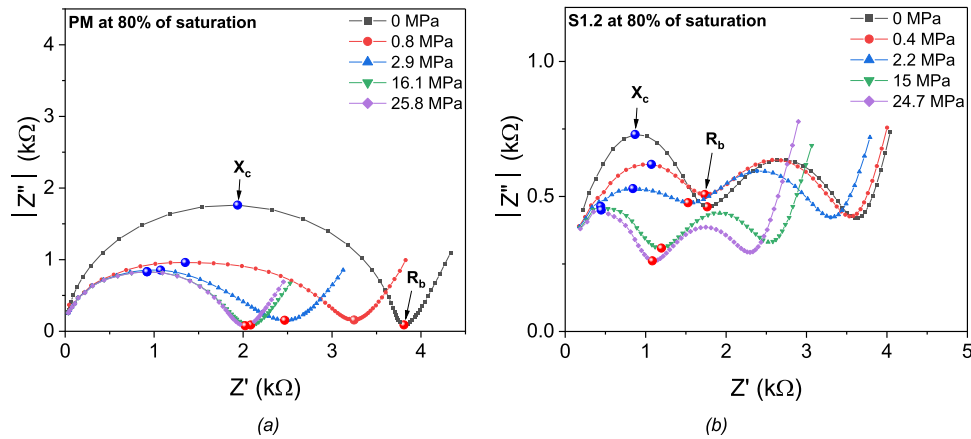 PM at 80% of saturation
0 MPa
0.8 MPa
2.9 MPa
16.1 MPa
25.8 MPa
X_c
R_b
|Z"| (kΩ)
4
3
2
1
0
0 1 2 3 4
Z' (kΩ)
(a)
S1.2 at 80% of saturation
0 MPa
0.4 MPa
2.2 MPa
15 MPa
24.7 MPa
X_c
R_b
|Z"| (kΩ)
1.0
0.5
0.0
0 1 2 3 4 5
Z' (kΩ)
(b)